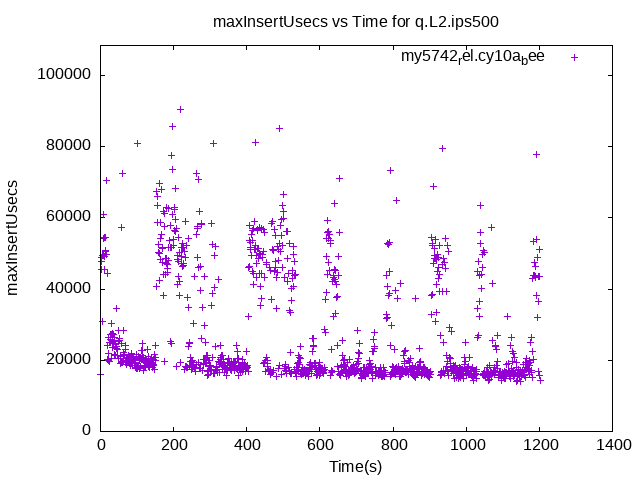 maxInsertUsecs vs Time for q.L2.ips500
my5742rel.cy10abee
100000
80000
60000
40000
20000
0
maxInsertUsecs
0 200 400 600 800 1000 1200 1400
Time(s)